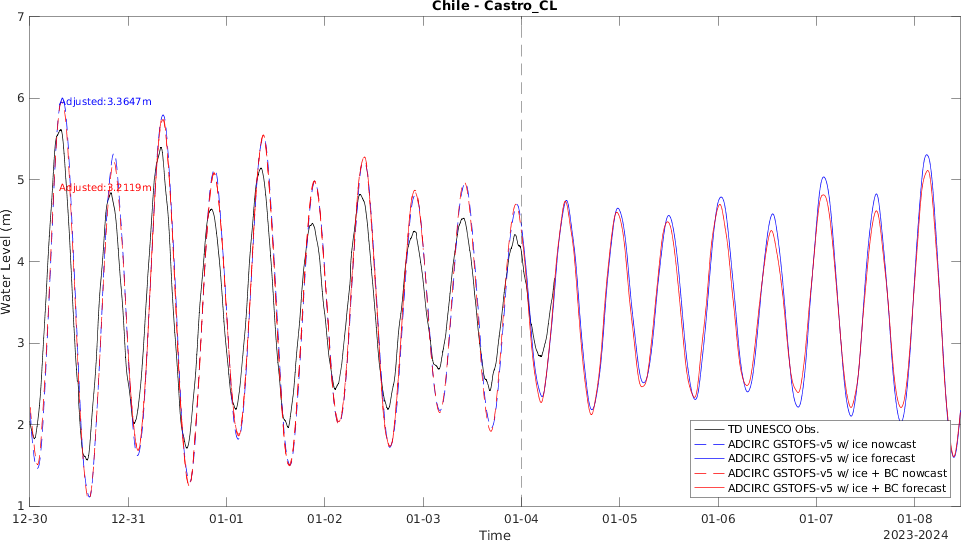 Chile - Castro_CL
7
6
5
4
3
2
1
Water Level (m)
Adjusted:3.3647m
Adjusted:3.2119m
TD UNESCO Obs.
ADCIRC GSTOFS-v5 w/ ice nowcast
ADCIRC GSTOFS-v5 w/ ice forecast
ADCIRC GSTOFS-v5 w/ ice + BC nowcast
ADCIRC GSTOFS-v5 w/ ice + BC forecast
12-30 12-31 01-01 01-02 01-03 01-04 01-05 01-06 01-07 01-08
Time
2023-2024